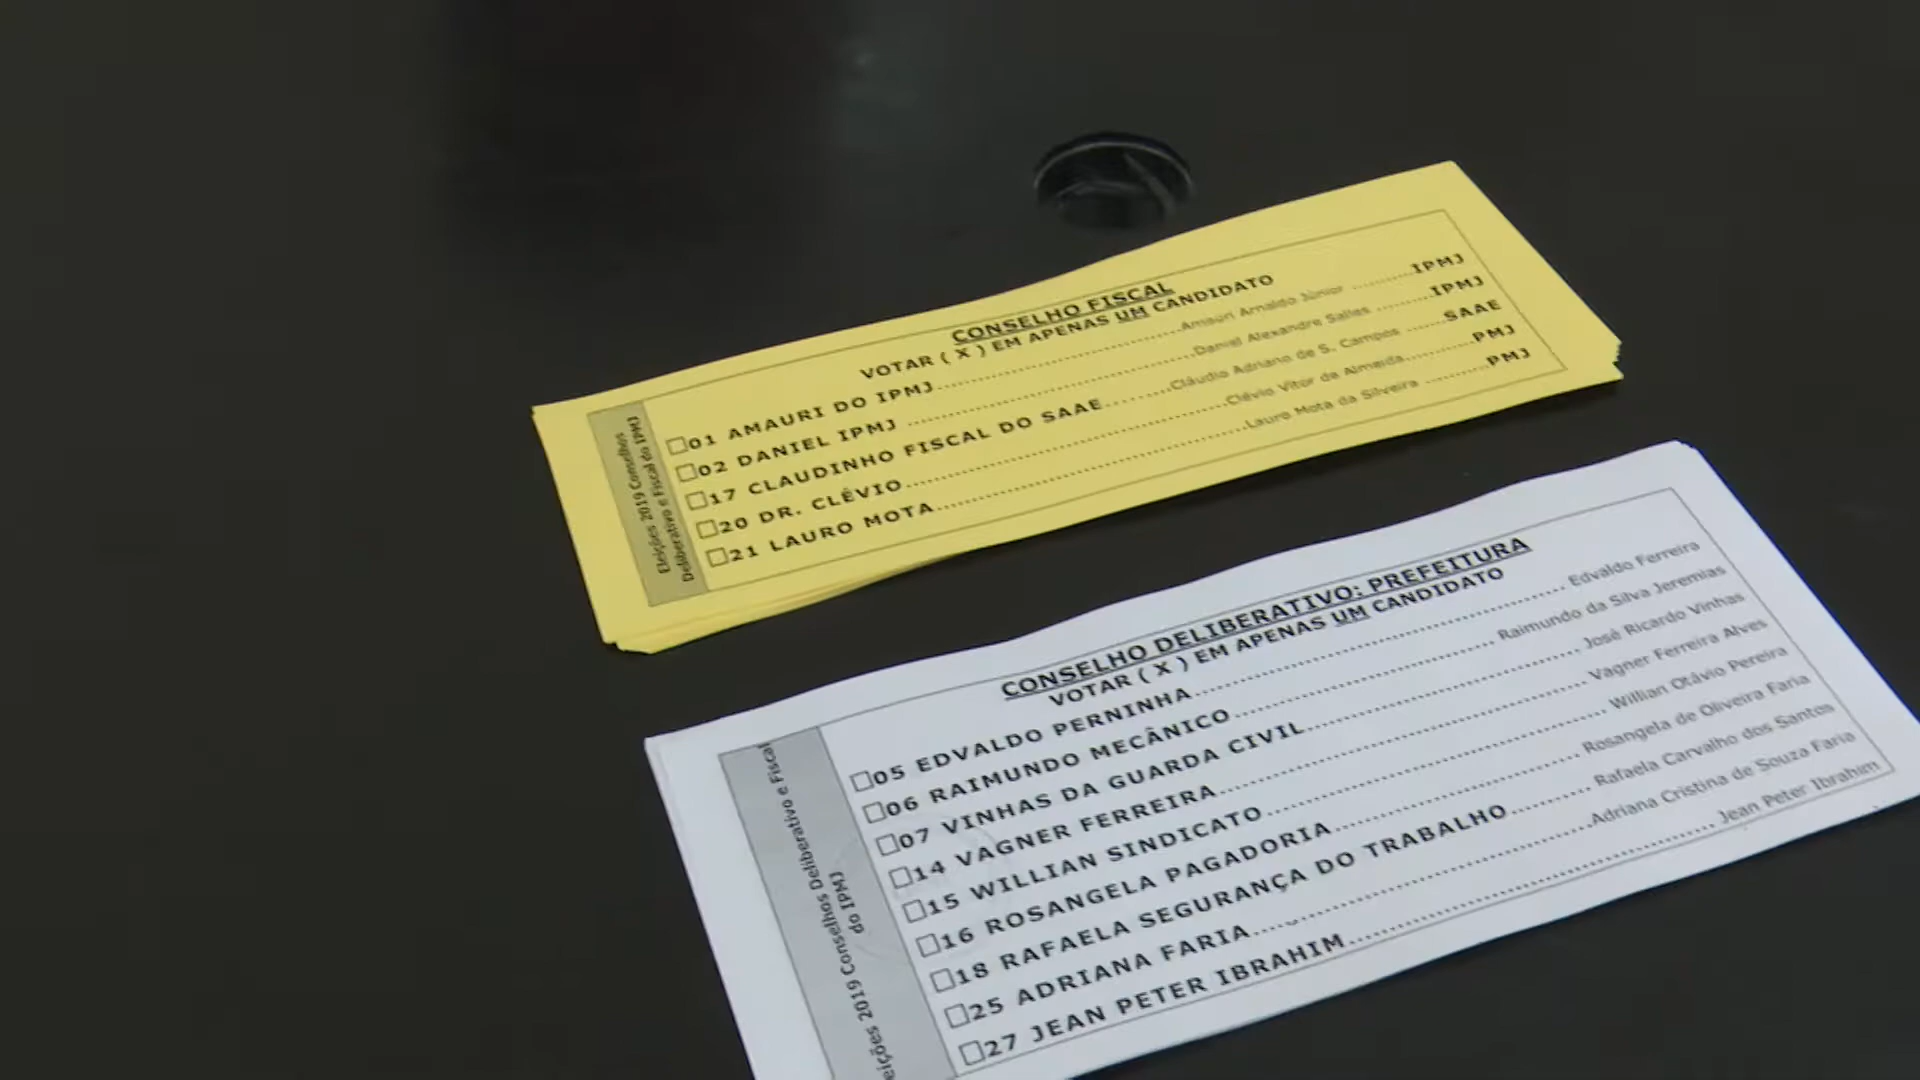 CONSELHO FISCAL
VOTAR ( X ) EM APENAS UM CANDIDATO
☐01 AMAURI DO IPMJ........Amauri Arnaldo Júnior ........IPMJ
☐02 DANIEL IPMJ ........Daniel Alexandre Salles ........IPMJ
☐17 CLAUDINHO FISCAL DO SAAE........Cláudio Adriano de S. Campos ......SAAE
☐20 DR. CLÉVIO........Clévio Vitor de Almeida........PMJ
☐21 LAURO MOTA........Lauro Mota da Silveira ........PMJ
Eleições 2019 Conselhos
Deliberativo e Fiscal do IPMJ
CONSELHO DELIBERATIVO: PREFEITURA
VOTAR ( X ) EM APENAS UM CANDIDATO
☐05 EDVALDO PERNINHA........ Edvaldo Ferreira
☐06 RAIMUNDO MECÂNICO........ Raimundo da Silva Jeremias
☐07 VINHAS DA GUARDA CIVIL........ José Ricardo Vinhas
☐14 VAGNER FERREIRA........ Vagner Ferreira Alves
☐15 WILLIAN SINDICATO........ Willian Otávio Pereira
☐16 ROSANGELA PAGADORIA........ Rosangela de Oliveira Faria
☐18 RAFAELA SEGURANÇA DO TRABALHO........ Rafaela Carvalho dos Santos
☐25 ADRIANA FARIA........Adriana Cristina de Souza Faria
☐27 JEAN PETER IBRAHIM........ Jean Peter Ibrahim
eições 2019 Conselhos Deliberativo e Fiscal
do IPMJ